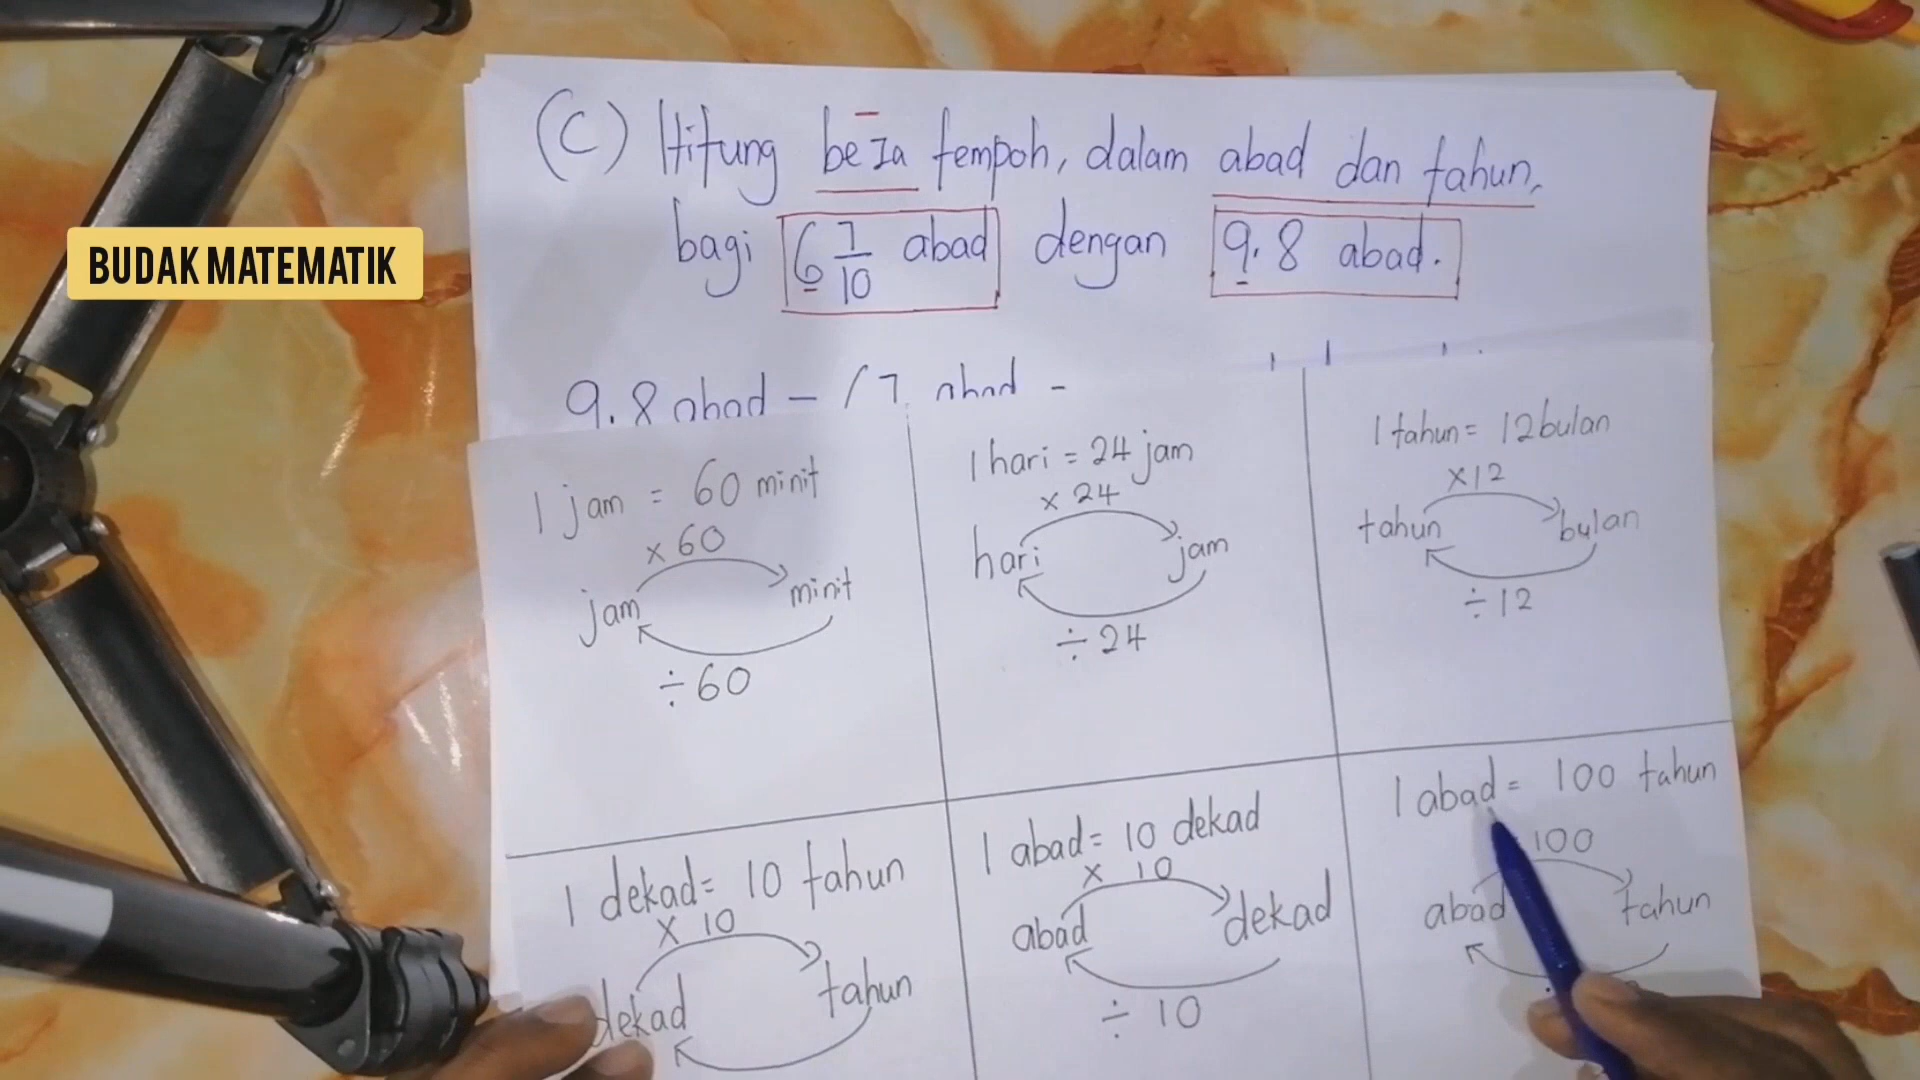 (C) Hitung beza tempoh, dalam abad dan tahun,
bagi 6 7/10 abad dengan 9.8 abad.
BUDAK MATEMATIK
9.8 abad -
1 jam = 60 minit
× 60
jam minit
÷ 60
1 hari = 24 jam
× 24
hari jam
÷ 24
1 tahun = 12 bulan
×12
tahun bulan
÷ 12
1 dekad = 10 tahun
× 10
dekad tahun
1 abad = 10 dekad
× 10
abad dekad
÷ 10
1 abad = 100 tahun
100
abad tahun